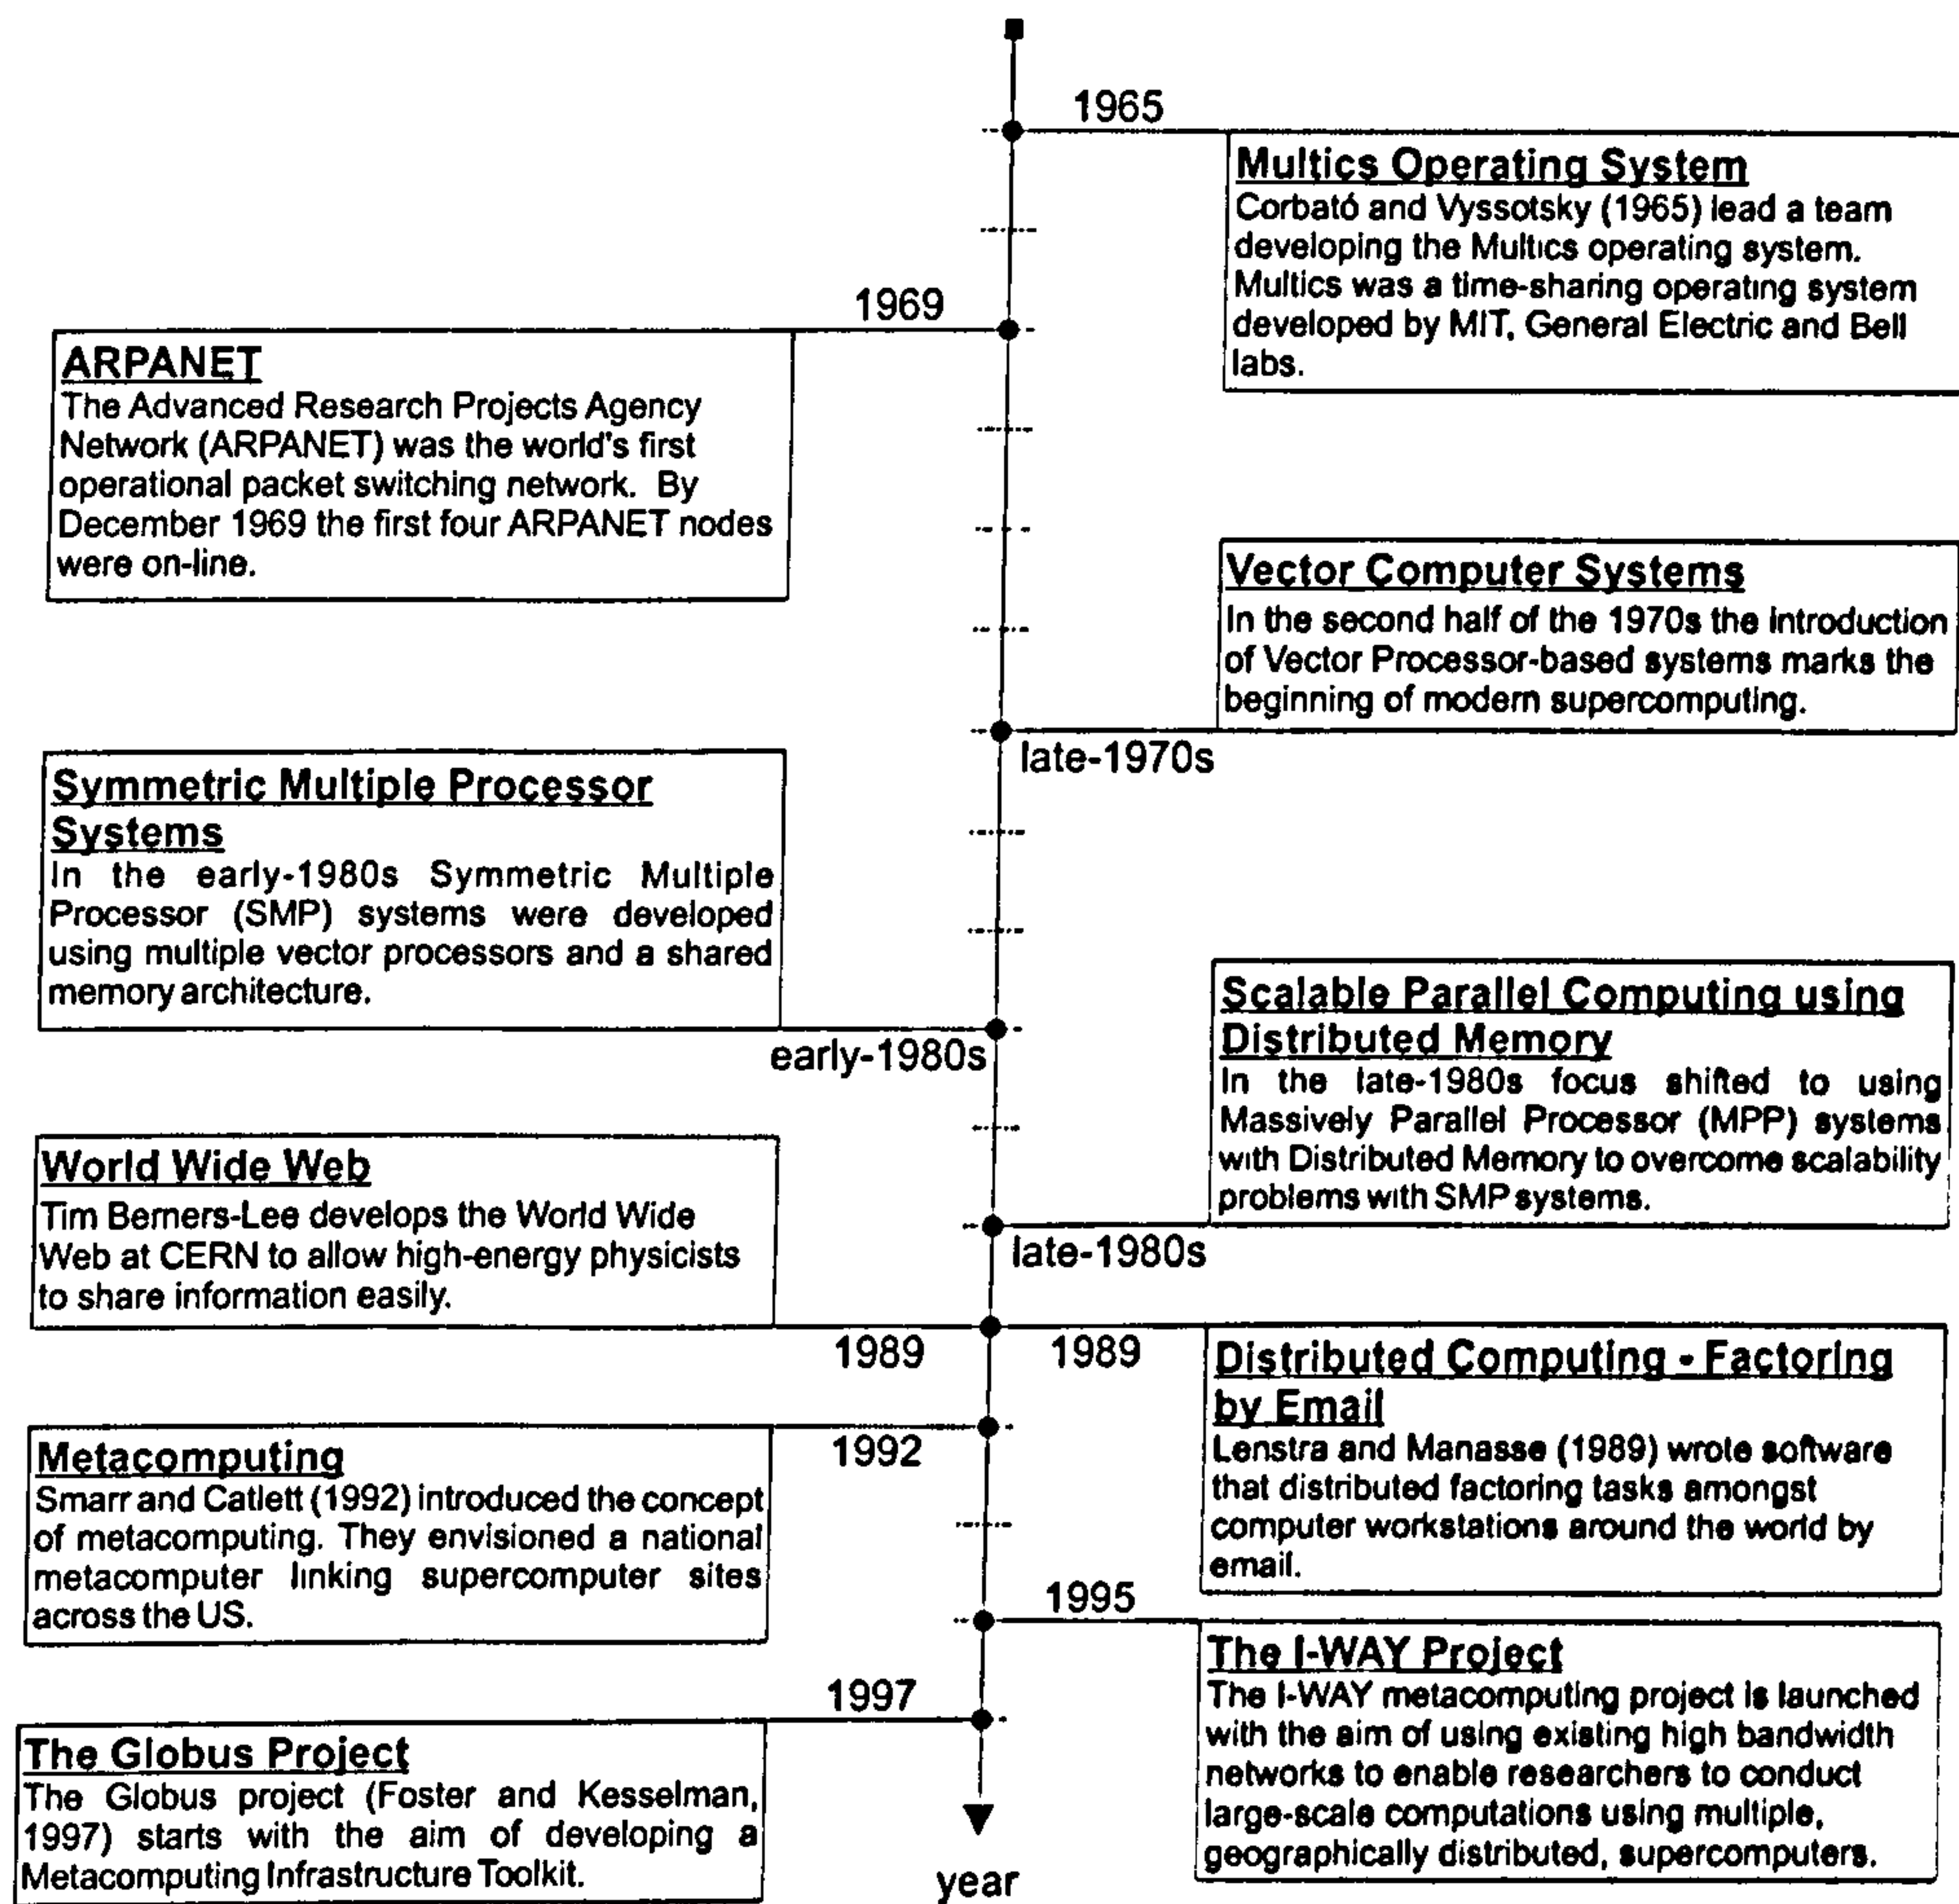 1965
Multics Operating System
Corbató and Vyssotsky (1965) lead a team
developing the Multics operating system.
Multics was a time-sharing operating system
developed by MIT, General Electric and Bell
labs.
1969
ARPANET
The Advanced Research Projects Agency
Network (ARPANET) was the world's first
operational packet switching network. By
December 1969 the first four ARPANET nodes
were on-line.
Vector Computer Systems
In the second half of the 1970s the introduction
of Vector Processor-based systems marks the
beginning of modern supercomputing.
late-1970s
Symmetric Multiple Processor
Systems
In the early-1980s Symmetric Multiple
Processor (SMP) systems were developed
using multiple vector processors and a shared
memory architecture.
early-1980s
Scalable Parallel Computing using
Distributed Memory
In the late-1980s focus shifted to using
Massively Parallel Processor (MPP) systems
with Distributed Memory to overcome scalability
problems with SMP systems.
late-1980s
World Wide Web
Tim Berners-Lee develops the World Wide
Web at CERN to allow high-energy physicists
to share information easily.
1989
1989
Distributed Computing - Factoring
by Email
Lenstra and Manasse (1989) wrote software
that distributed factoring tasks amongst
computer workstations around the world by
email.
1992
Metacomputing
Smarr and Catlett (1992) introduced the concept
of metacomputing. They envisioned a national
metacomputer linking supercomputer sites
across the US.
1995
The I-WAY Project
The I-WAY metacomputing project is launched
with the aim of using existing high bandwidth
networks to enable researchers to conduct
large-scale computations using multiple,
geographically distributed, supercomputers.
1997
The Globus Project
The Globus project (Foster and Kesselman,
1997) starts with the aim of developing a
Metacomputing Infrastructure Toolkit.
year